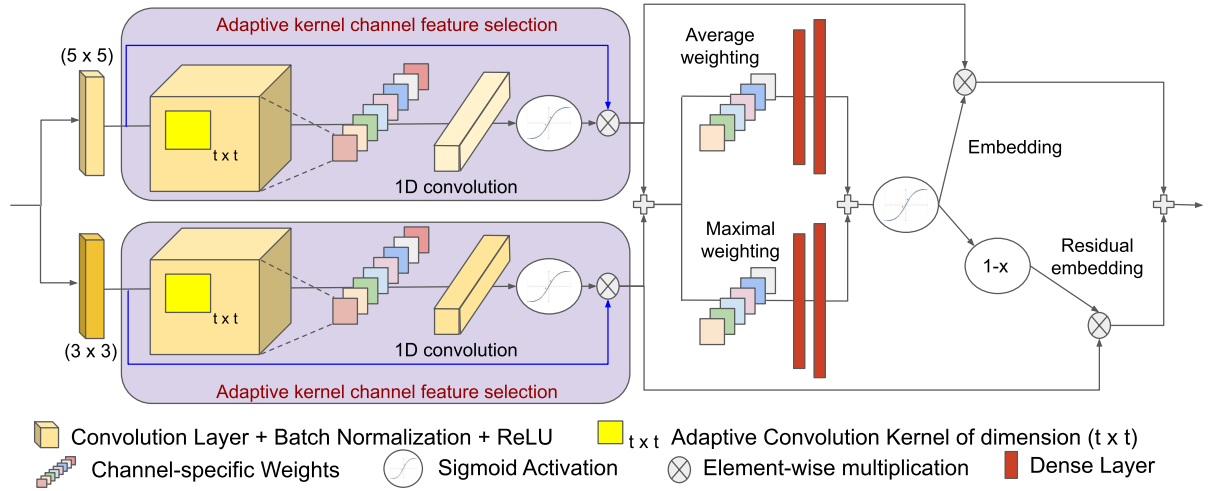 Adaptive kernel channel feature selection
(5 x 5)
t x t
1D convolution
Average
weighting
Embedding
Maximal
weighting
1-x
Residual
embedding
t x t
1D convolution
(3 x 3)
Adaptive kernel channel feature selection
Convolution Layer + Batch Normalization + ReLU
t x t Adaptive Convolution Kernel of dimension (t x t)
Channel-specific Weights
Sigmoid Activation
Element-wise multiplication
Dense Layer